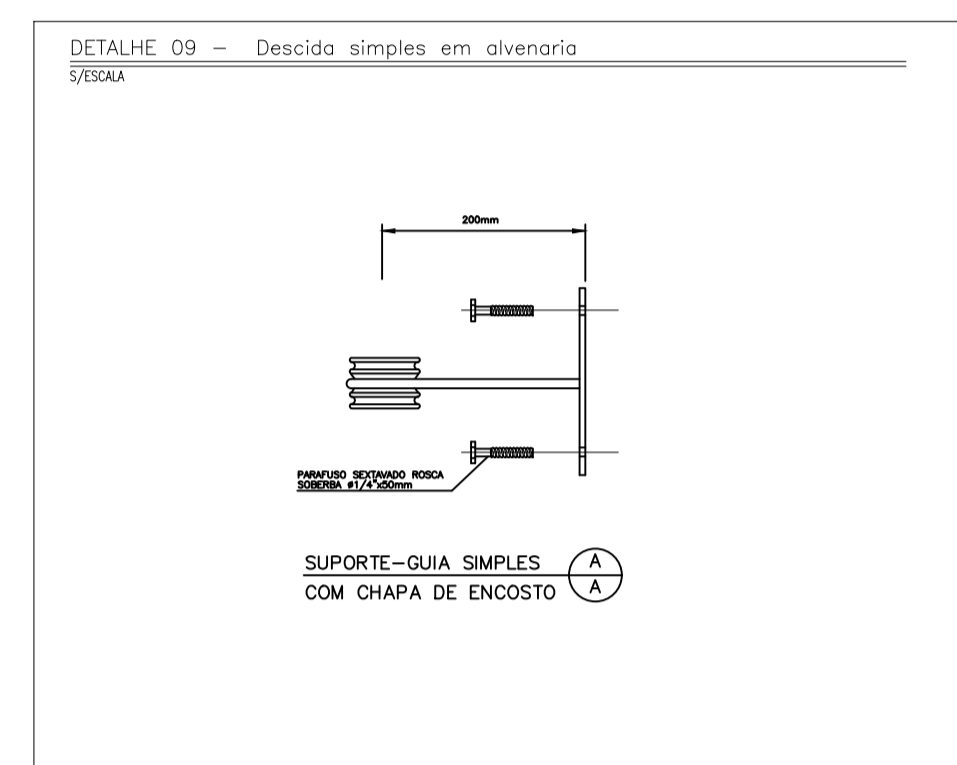 DETALHE 09 – Descida simples em alvenaria
S/ESCALA
200mm
PARAFUSO SEXTAVADO ROSCA
SOBERBA ø1/4"x50mm
SUPORTE-GUIA SIMPLES
COM CHAPA DE ENCOSTO
A
A